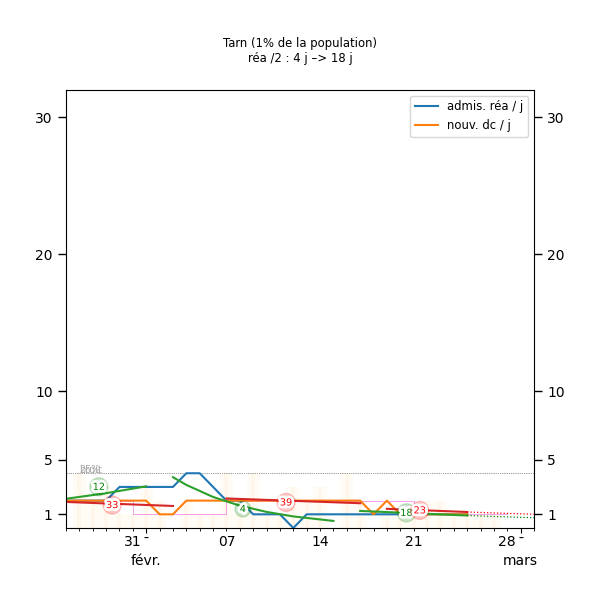 Tarn (1% de la population)
réa /2 : 4 j –> 18 j
admis. réa / j
nouv. dc / j
30 30
20 20
10 10
5 5
1 1
12
33
4
39
18
23
31 - 07 14 21 28 -
févr. mars